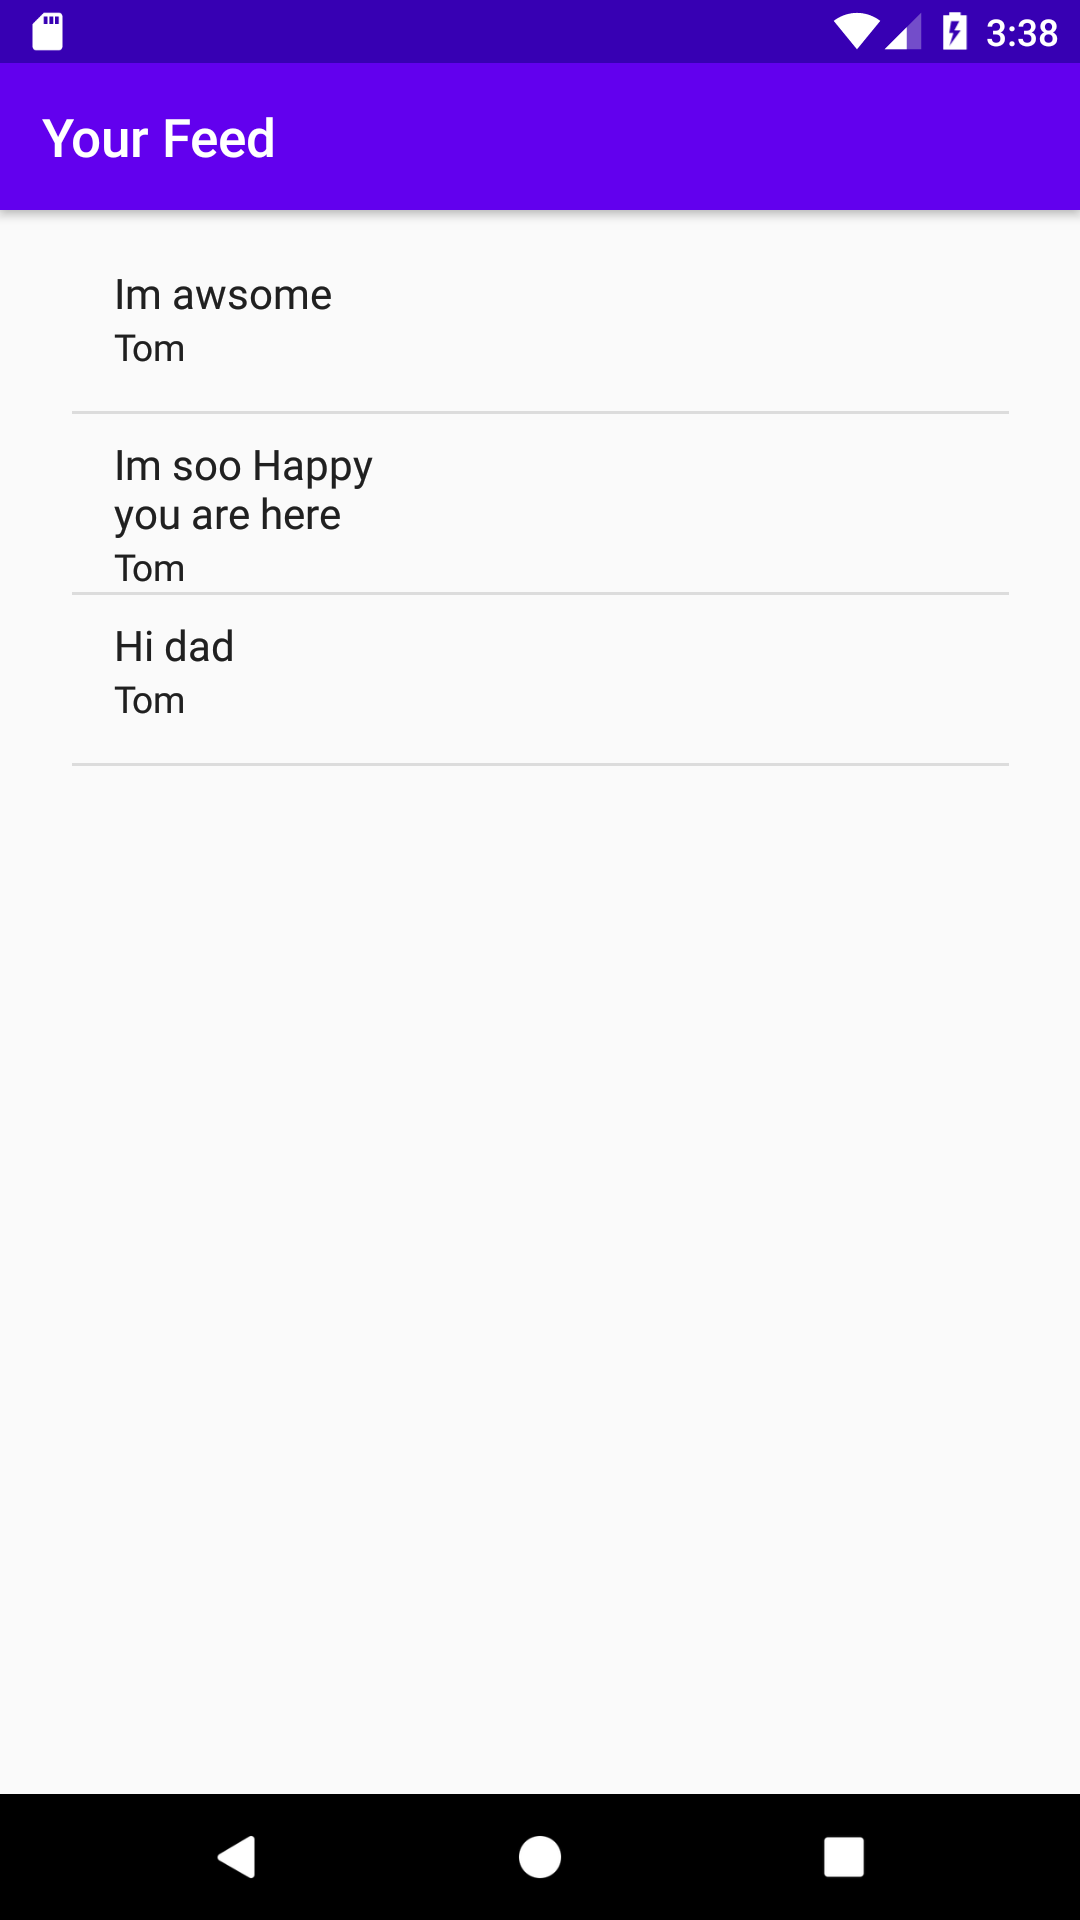 3:38
Your Feed
Im awsome
Tom
Im soo Happy
you are here
Tom
Hi dad
Tom